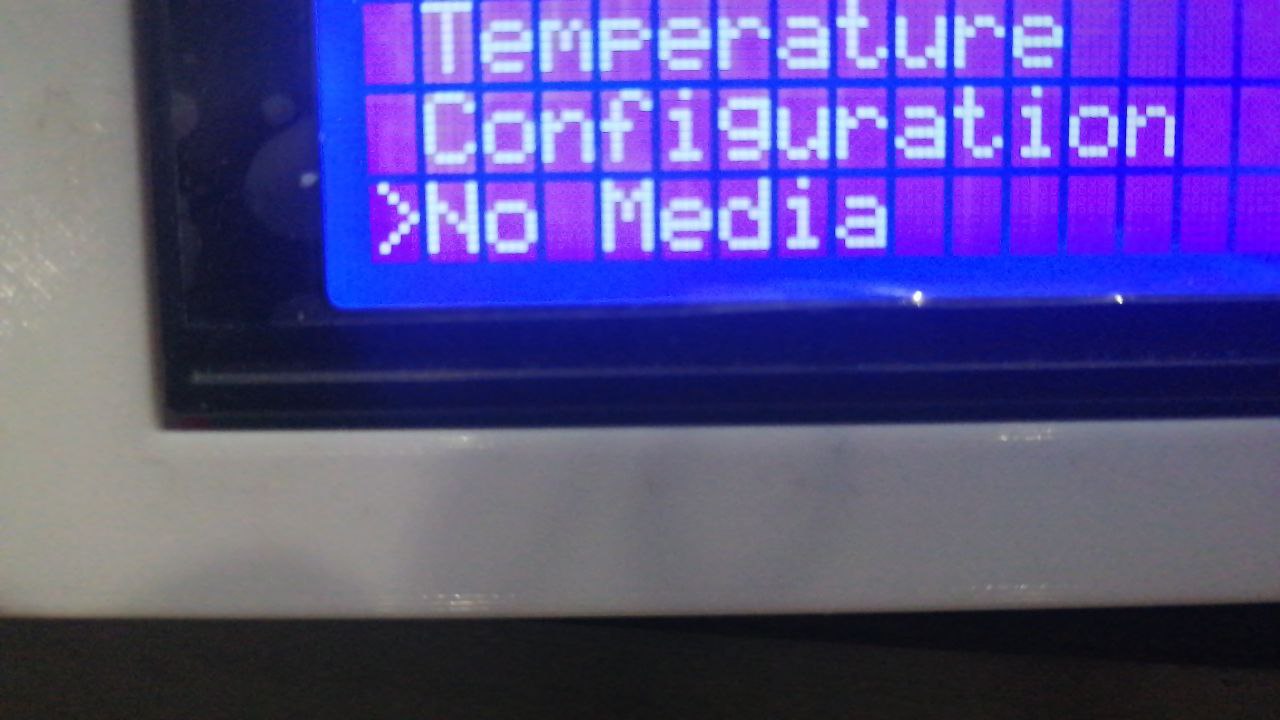 Temperature
Configuration
>No Media